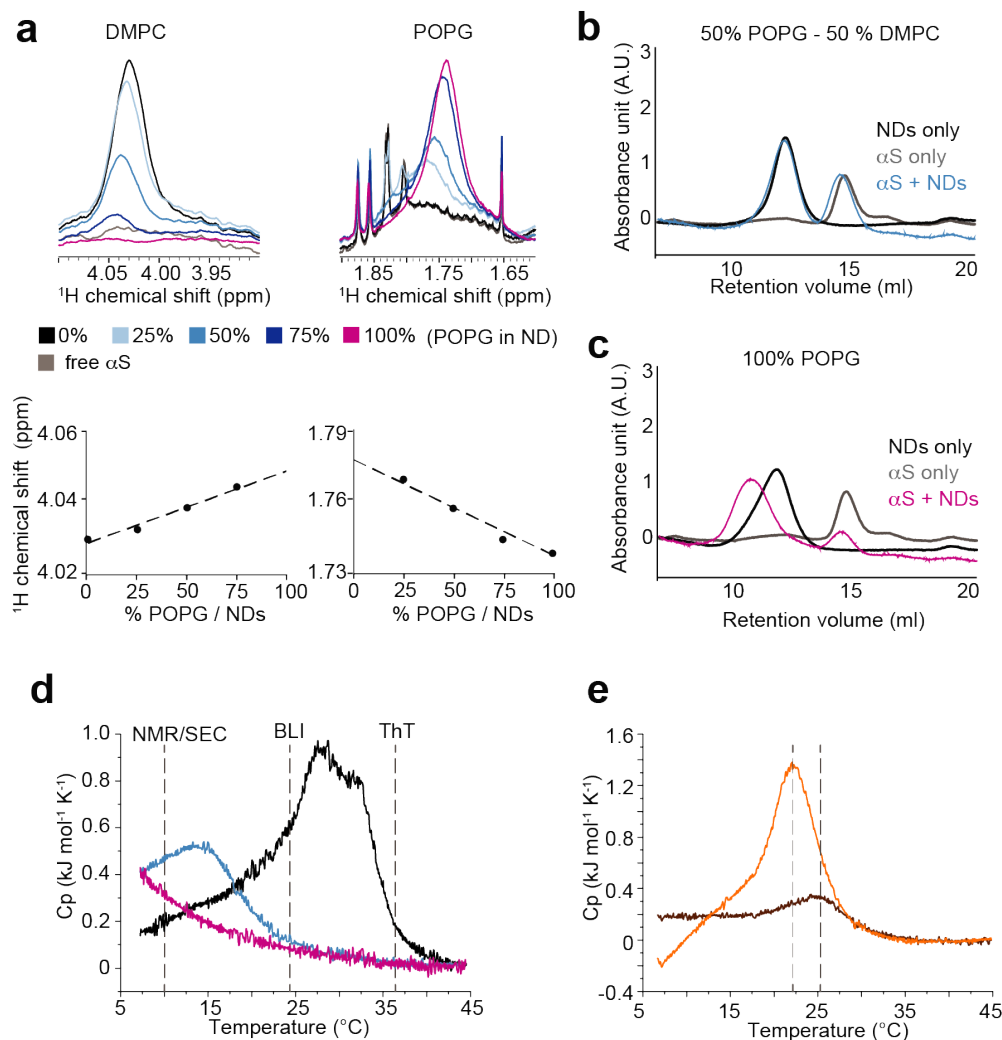 a
DMPC
POPG
4.05 4.00 3.95
¹H chemical shift (ppm)
1.85 1.75 1.65
¹H chemical shift (ppm)
0% 25% 50% 75% 100% (POPG in ND)
free αS
¹H chemical shift (ppm)
4.06
4.04
4.02
0 25 50 75 100
% POPG / NDs
1.79
1.76
1.73
0 25 50 75 100
% POPG / NDs
b
50% POPG - 50 % DMPC
Absorbance unit (A.U.)
3
2
1
0
NDs only
αS only
αS + NDs
10 15 20
Retention volume (ml)
c
100% POPG
Absorbance unit (A.U.)
3
2
1
0
NDs only
αS only
αS + NDs
10 15 20
Retention volume (ml)
d
NMR/SEC BLI ThT
Cp (kJ mol⁻¹ K⁻¹)
1.0
0.8
0.6
0.4
0.2
0
5 15 25 35 45
Temperature (°C)
e
Cp (kJ mol⁻¹ K⁻¹)
1.6
1.2
0.8
0.4
0
-0.4
5 15 25 35 45
Temperature (°C)